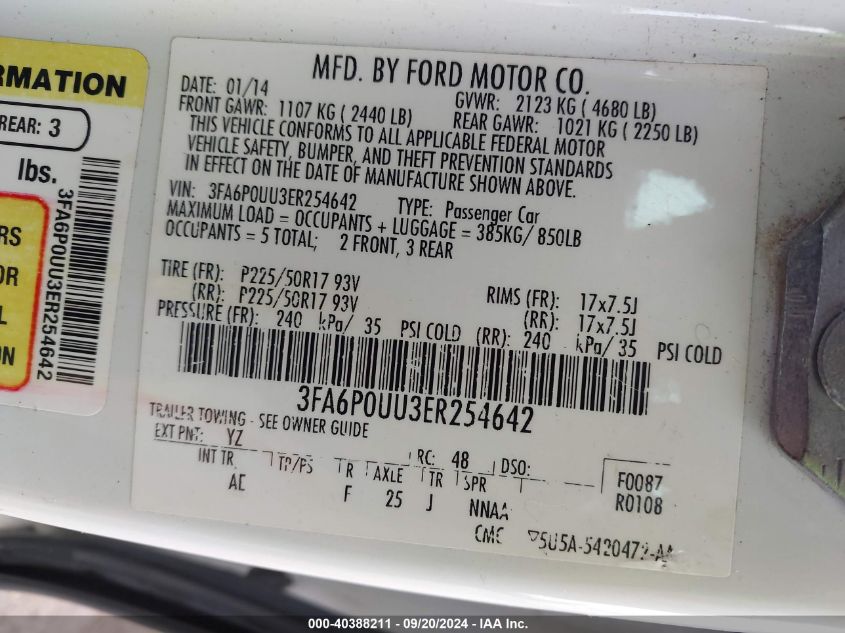 RMATION
REAR: 3
lbs.
RS
OR
L
ON
3FA6P0UU3ER254642
MFD. BY FORD MOTOR CO.
DATE: 01/14
GVWR: 2123 KG ( 4680 LB)
FRONT GAWR: 1107 KG ( 2440 LB)
REAR GAWR: 1021 KG ( 2250 LB)
THIS VEHICLE CONFORMS TO ALL APPLICABLE FEDERAL MOTOR
VEHICLE SAFETY, BUMPER, AND THEFT PREVENTION STANDARDS
IN EFFECT ON THE DATE OF MANUFACTURE SHOWN ABOVE.
VIN: 3FA6P0UU3ER254642 TYPE: Passenger Car
MAXIMUM LOAD = OCCUPANTS + LUGGAGE = 385KG/ 850LB
OCCUPANTS = 5 TOTAL; 2 FRONT, 3 REAR
TIRE (FR): P225/50R17 93V RIMS (FR): 17x7.5J
(RR): P225/50R17 93V (RR): 17x7.5J
PRESSURE (FR): 240 kPa/ 35 PSI COLD (RR): 240 kPa/ 35 PSI COLD
3FA6P0UU3ER254642
TRAILER TOWING - SEE OWNER GUIDE
EXT PNT: YZ RC: 48 DSO: F0087
INT TR TP/PS R AXLE TR SPR R0108
F 25 J NNAA
CMC
000-40388211 - 09/20/2024 - IAA Inc.